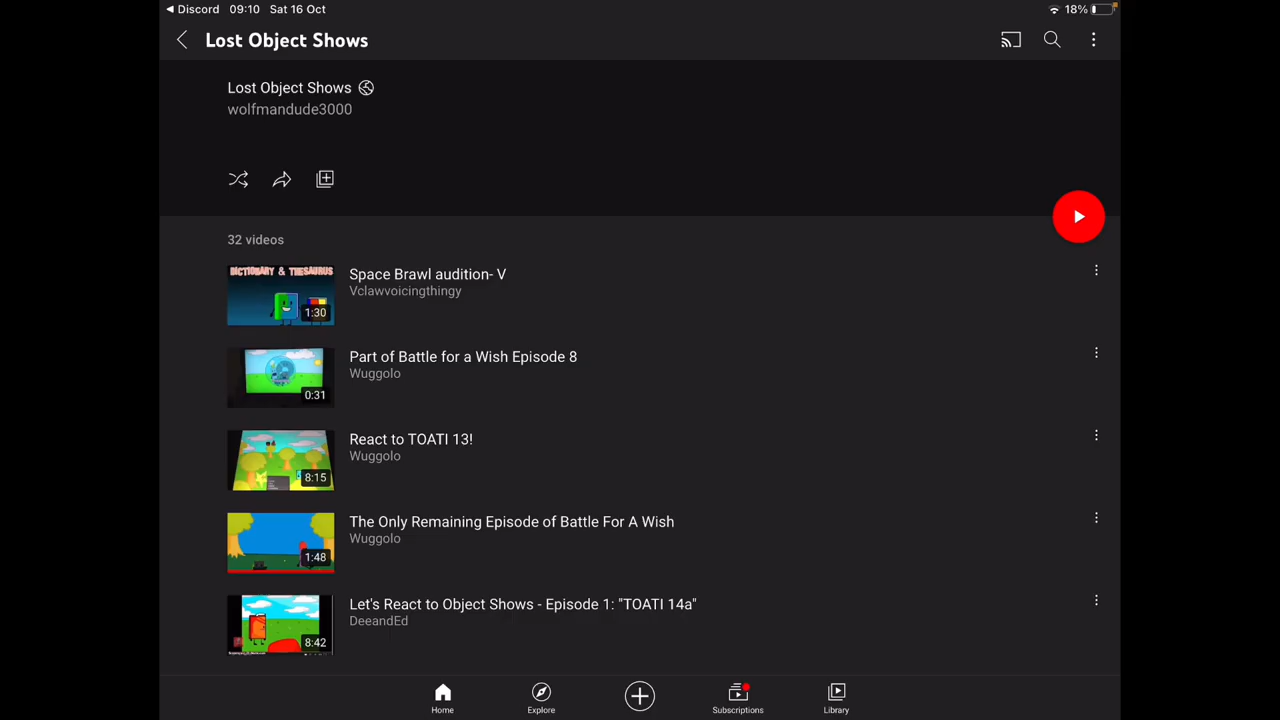 Discord 09:10 Sat 16 Oct 18%
Lost Object Shows
Lost Object Shows
wolfmandude3000
32 videos
DICTIONARY & THESAURUS
1:30
Space Brawl audition- V
Vclawvoicingthingy
0:31
Part of Battle for a Wish Episode 8
Wuggolo
8:15
React to TOATI 13!
Wuggolo
1:48
The Only Remaining Episode of Battle For A Wish
Wuggolo
8:42
Let's React to Object Shows - Episode 1: "TOATI 14a"
DeeandEd
Home Explore Subscriptions Library